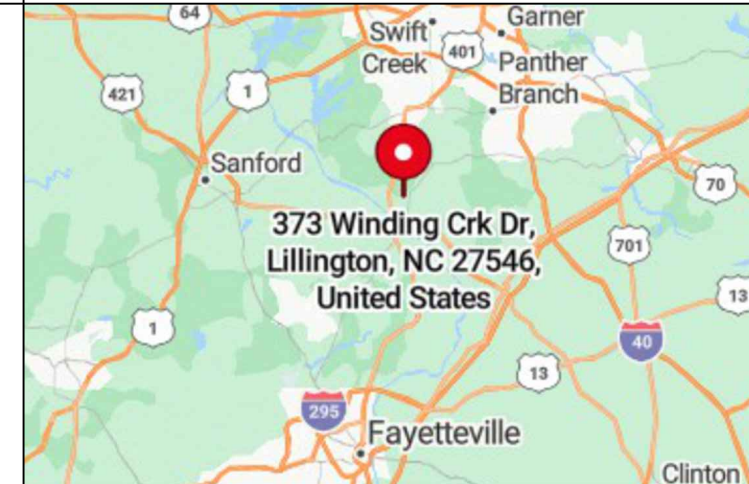 64
Garner
Swift
Creek
401
Panther
Branch
421
1
Sanford
70
373 Winding Crk Dr,
Lillington, NC 27546,
United States
701
13
1
40
13
295
Fayetteville
Clinton